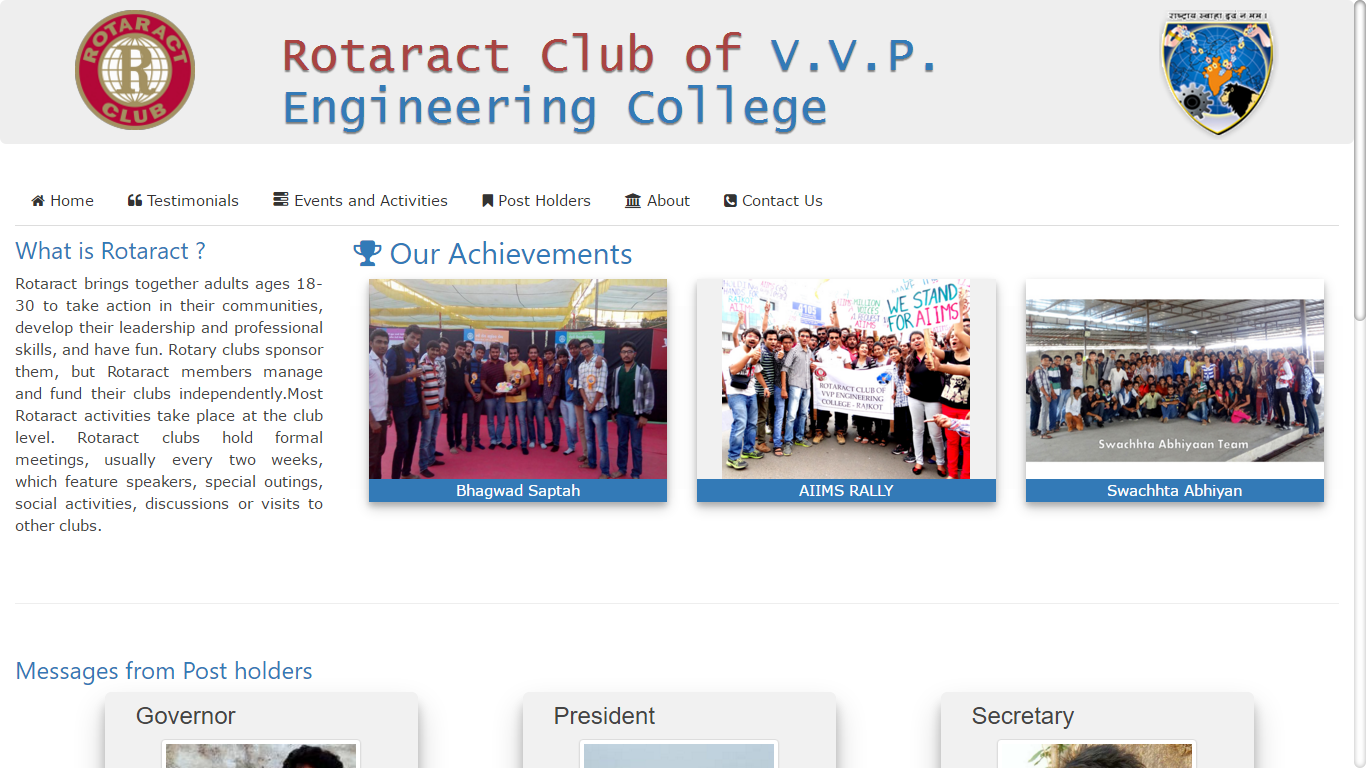 ROTARACT
R
CLUB
Rotaract Club of V.V.P.
Engineering College
राष्ट्राय स्वाहा इदं न मम।
Home
Testimonials
Events and Activities
Post Holders
About
Contact Us
What is Rotaract ?
Rotaract brings together adults ages 18-
30 to take action in their communities,
develop their leadership and professional
skills, and have fun. Rotary clubs sponsor
them, but Rotaract members manage
and fund their clubs independently.Most
Rotaract activities take place at the club
level. Rotaract clubs hold formal
meetings, usually every two weeks,
which feature speakers, special outings,
social activities, discussions or visits to
other clubs.
Our Achievements
Bhagwad Saptah
RAJKOT
AIIMS
MILLION
VOICES
REQUEST
AIIMS
WE STAND
FOR AIIMS
ROTARACT CLUB OF
VVP ENGINEERING
COLLEGE - RAJKOT
AIIMS RALLY
Swachhta Abhiyaan Team
Swachhta Abhiyan
Messages from Post holders
Governor
President
Secretary